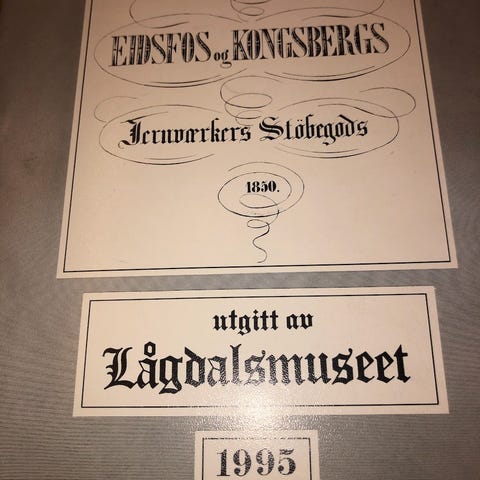 EIDSFOS og KONGSBERGS
Jernværkers Stöbegods
1850.
utgitt av
Lågdalsmuseet
1995